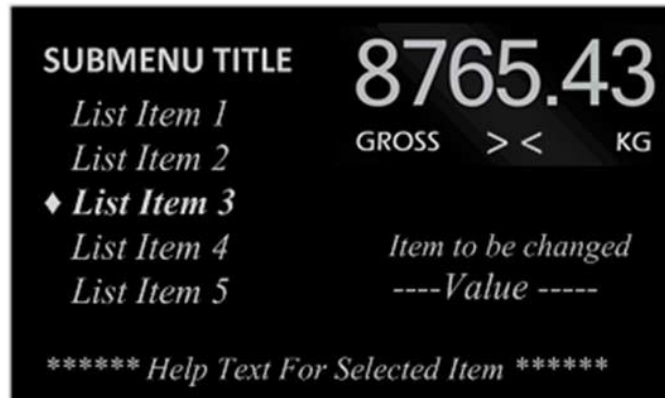 SUBMENU TITLE
List Item 1
List Item 2
♦ List Item 3
List Item 4
List Item 5
8765.43
GROSS > < KG
Item to be changed
----Value -----
****** Help Text For Selected Item ******